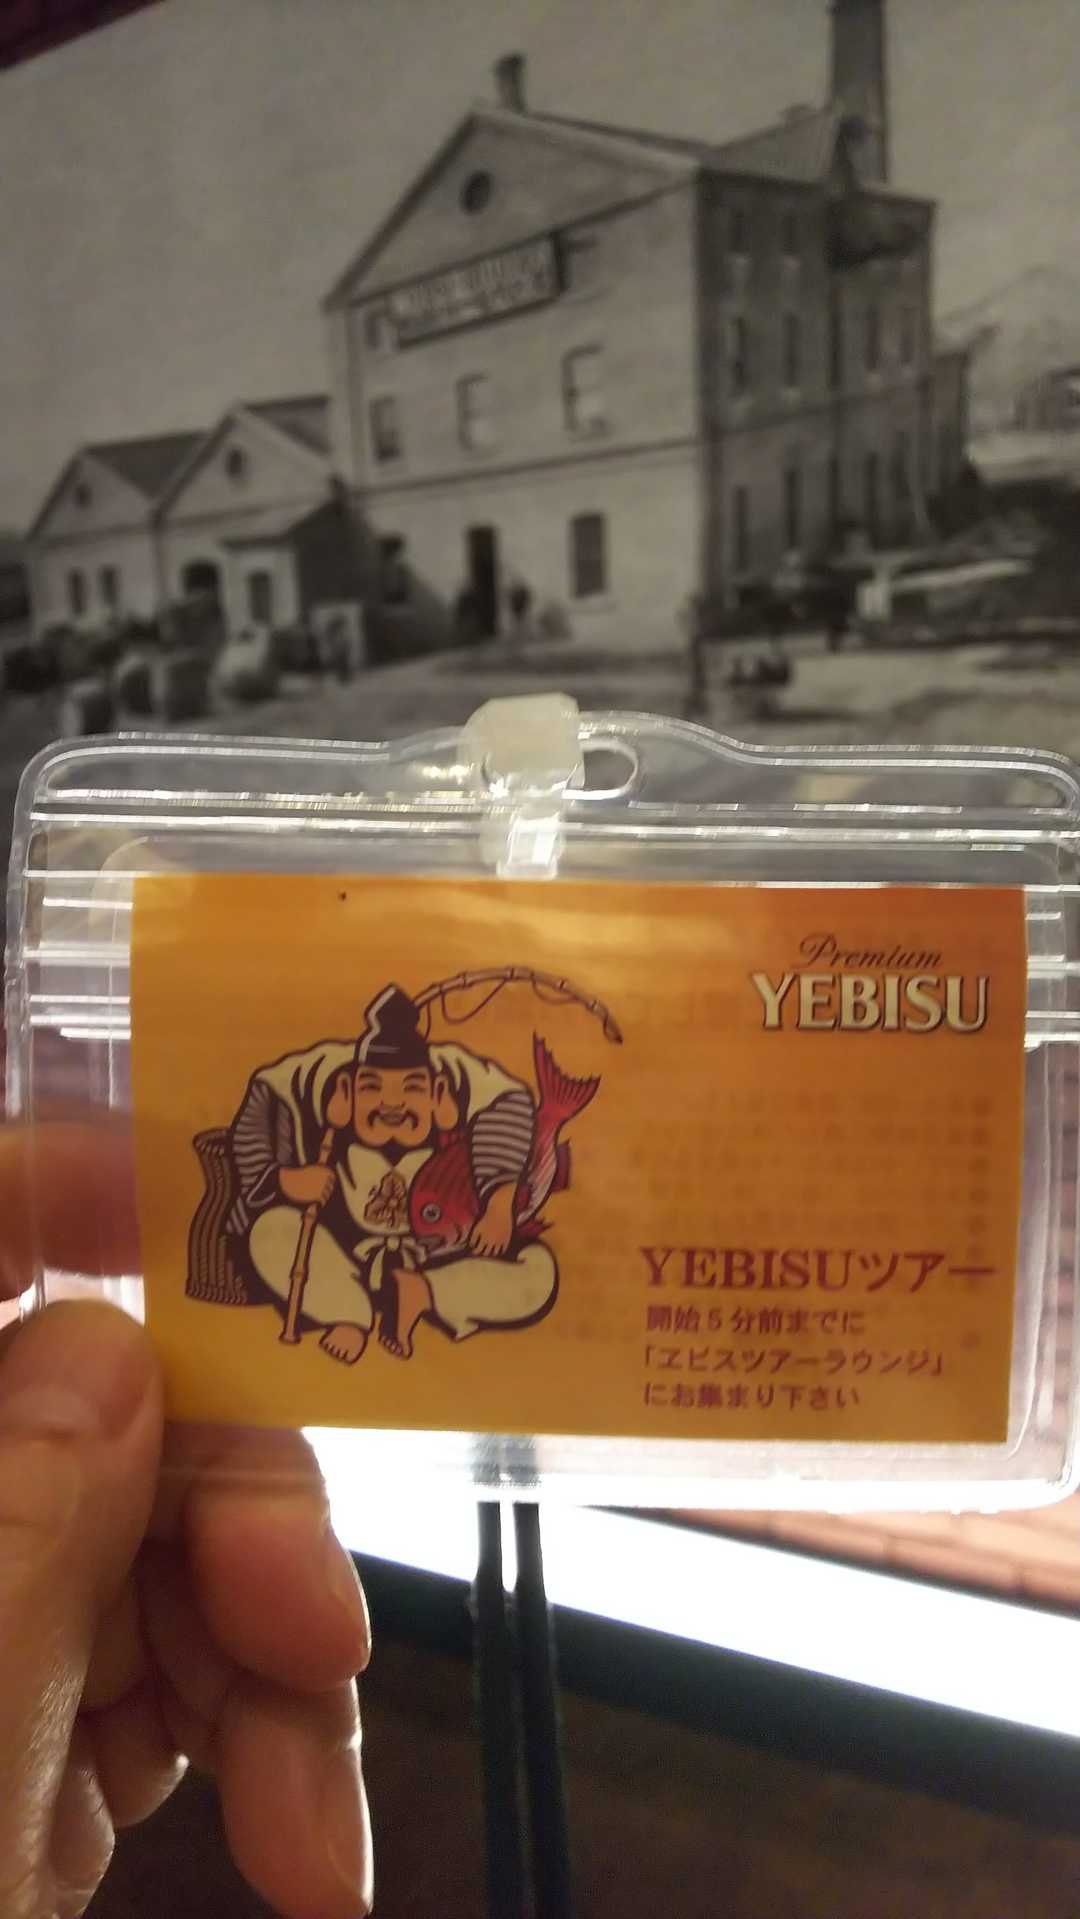 Premium
YEBISU
YEBISUツアー
開始5分前までに
「ヱビスツアーラウンジ」
にお集まり下さい